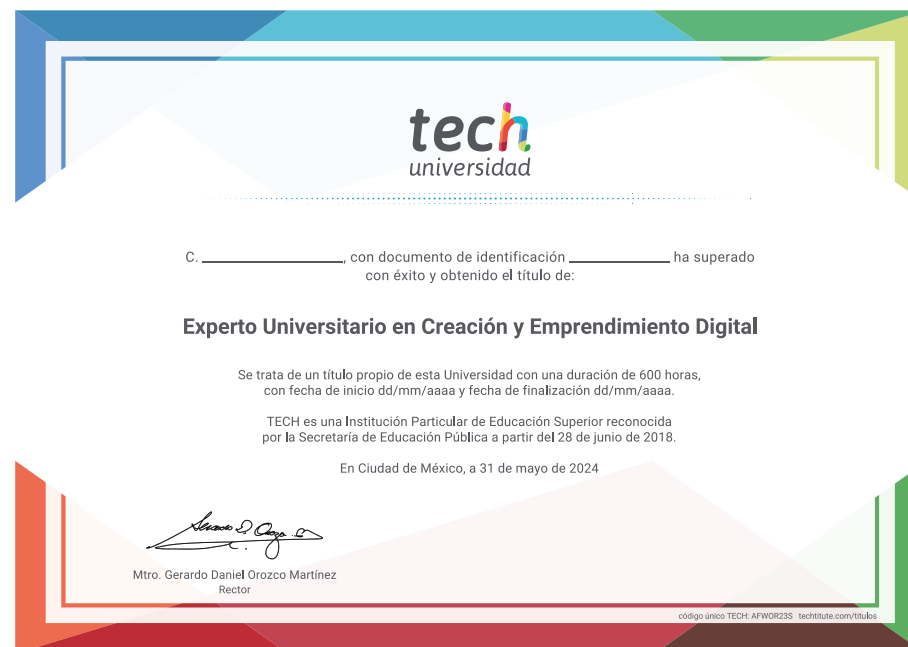 tech
universidad
C. ____________________, con documento de identificación ______________ ha superado
con éxito y obtenido el título de:
Experto Universitario en Creación y Emprendimiento Digital
Se trata de un título propio de esta Universidad con una duración de 600 horas,
con fecha de inicio dd/mm/aaaa y fecha de finalización dd/mm/aaaa.
TECH es una Institución Particular de Educación Superior reconocida
por la Secretaría de Educación Pública a partir del 28 de junio de 2018.
En Ciudad de México, a 31 de mayo de 2024
Mtro. Gerardo Daniel Orozco Martínez
Rector
código único TECH: AFWOR23S techtitute.com/titulos